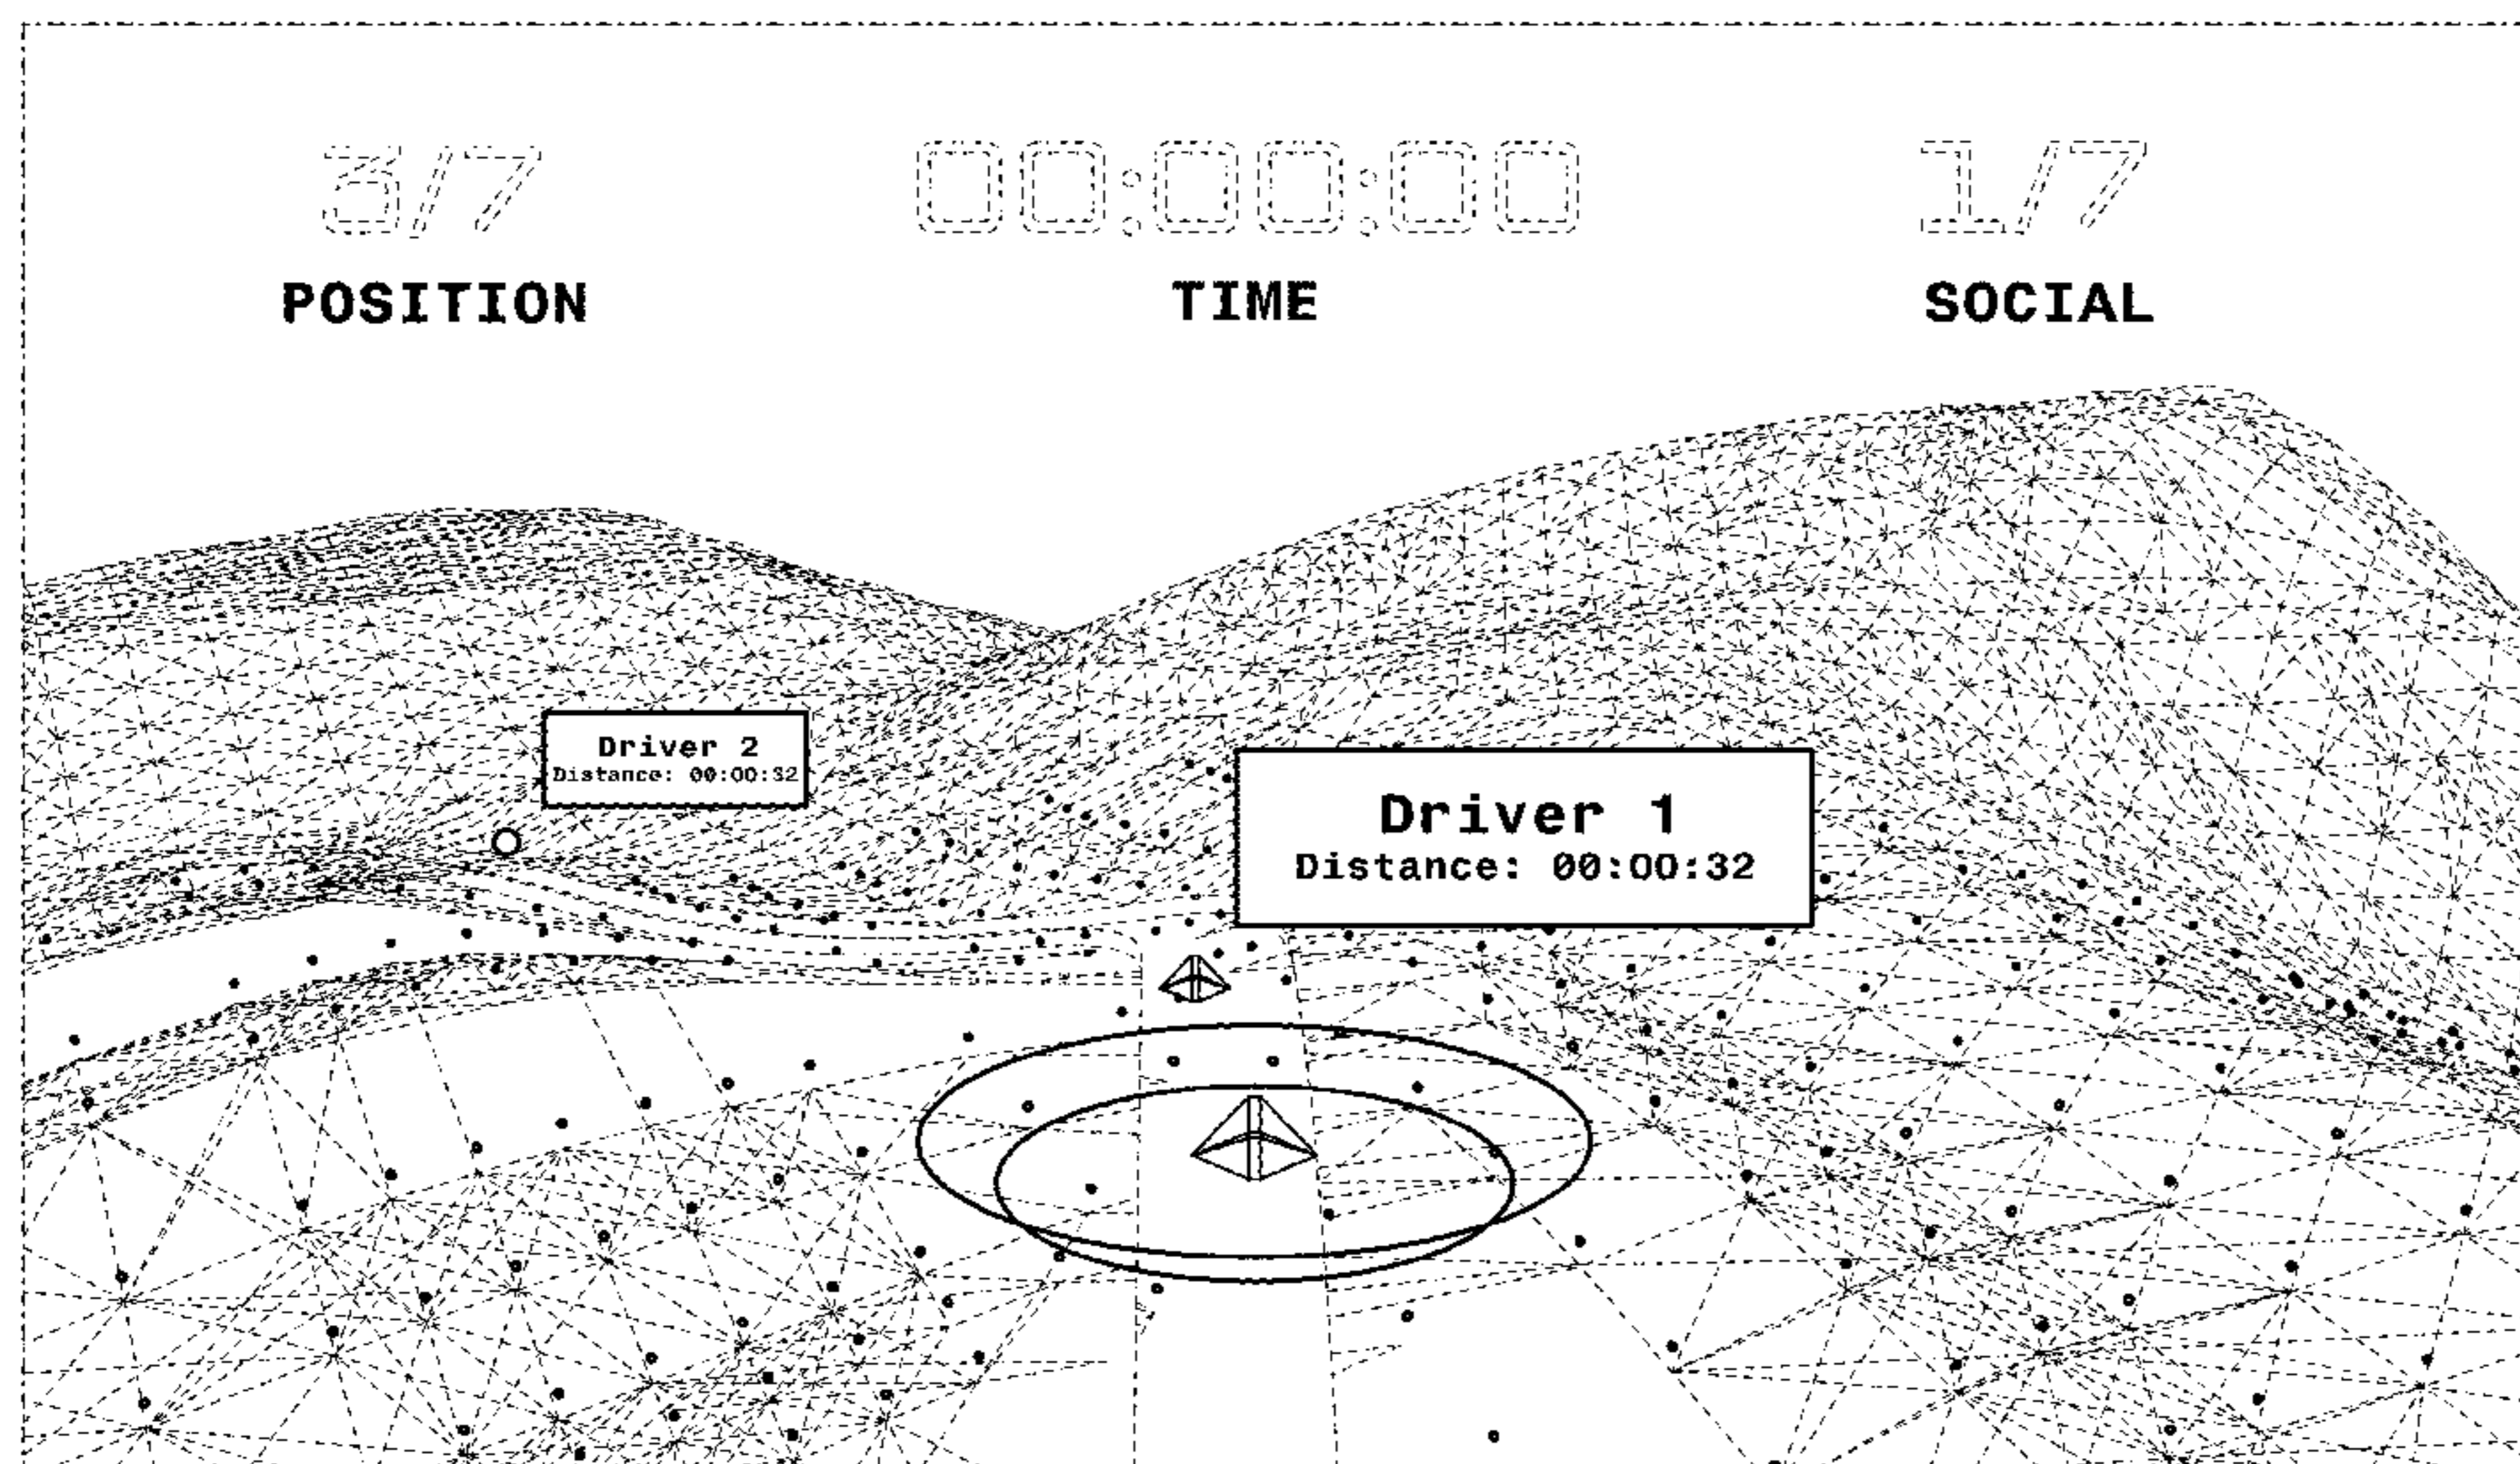 3/7
POSITION
00:00:00
TIME
1/7
SOCIAL
Driver 2
Distance: 00:00:32
Driver 1
Distance: 00:00:32